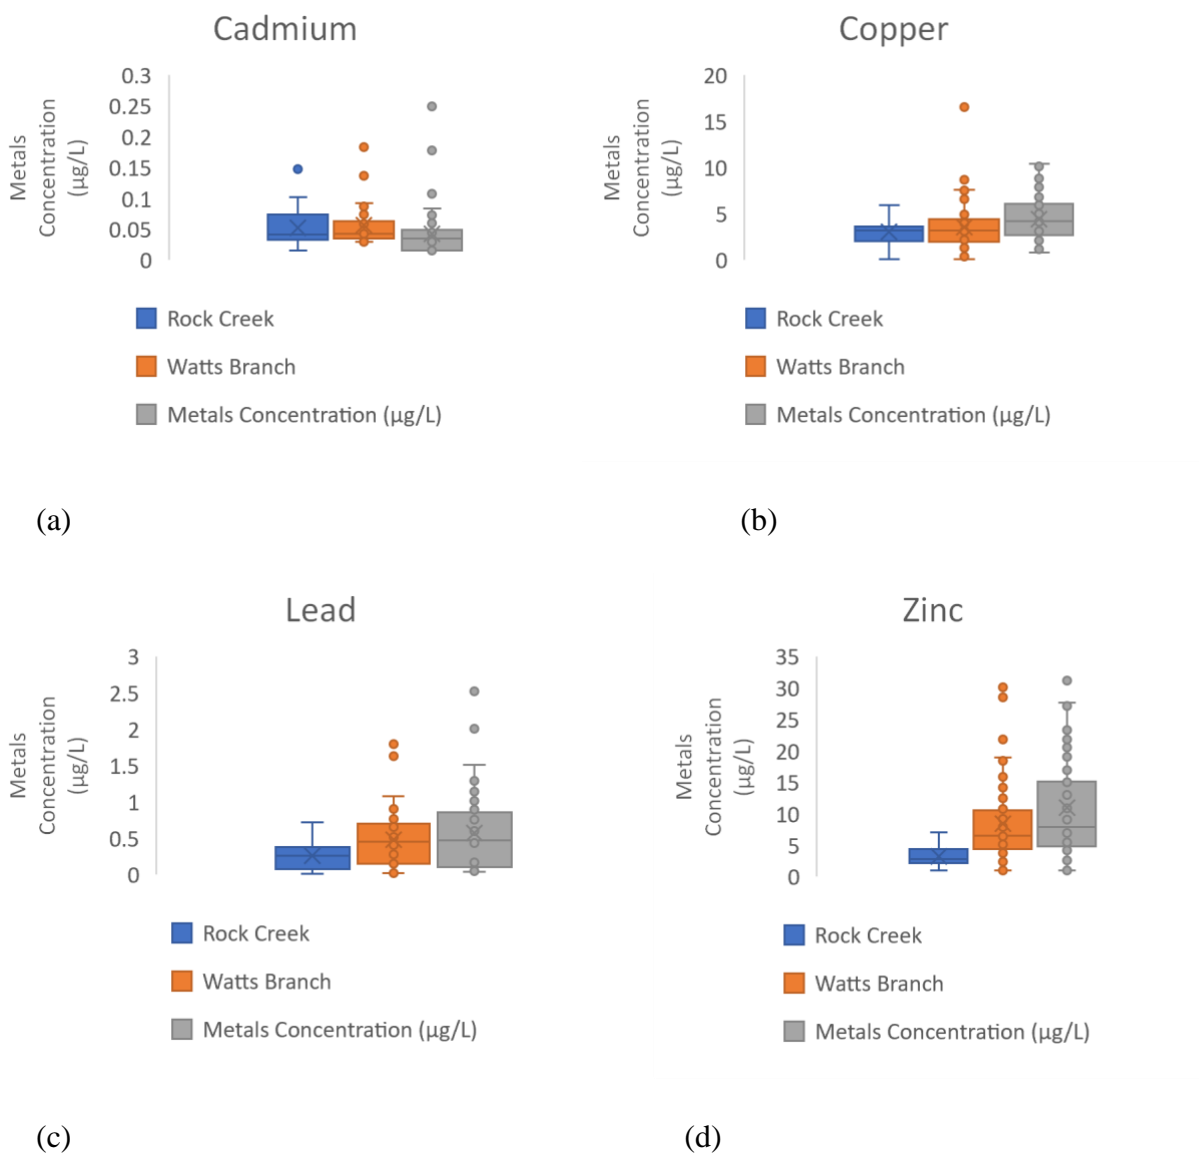 Cadmium
Metals
Concentration
(µg/L)
0.3
0.25
0.2
0.15
0.1
0.05
0
Rock Creek
Watts Branch
Metals Concentration (µg/L)
(a)
Copper
Metals
Concentration
(µg/L)
20
15
10
5
0
Rock Creek
Watts Branch
Metals Concentration (µg/L)
(b)
Lead
Metals
Concentration
(µg/L)
3
2.5
2
1.5
1
0.5
0
Rock Creek
Watts Branch
Metals Concentration (µg/L)
(c)
Zinc
Metals
Concentration
(µg/L)
35
30
25
20
15
10
5
0
Rock Creek
Watts Branch
Metals Concentration (µg/L)
(d)